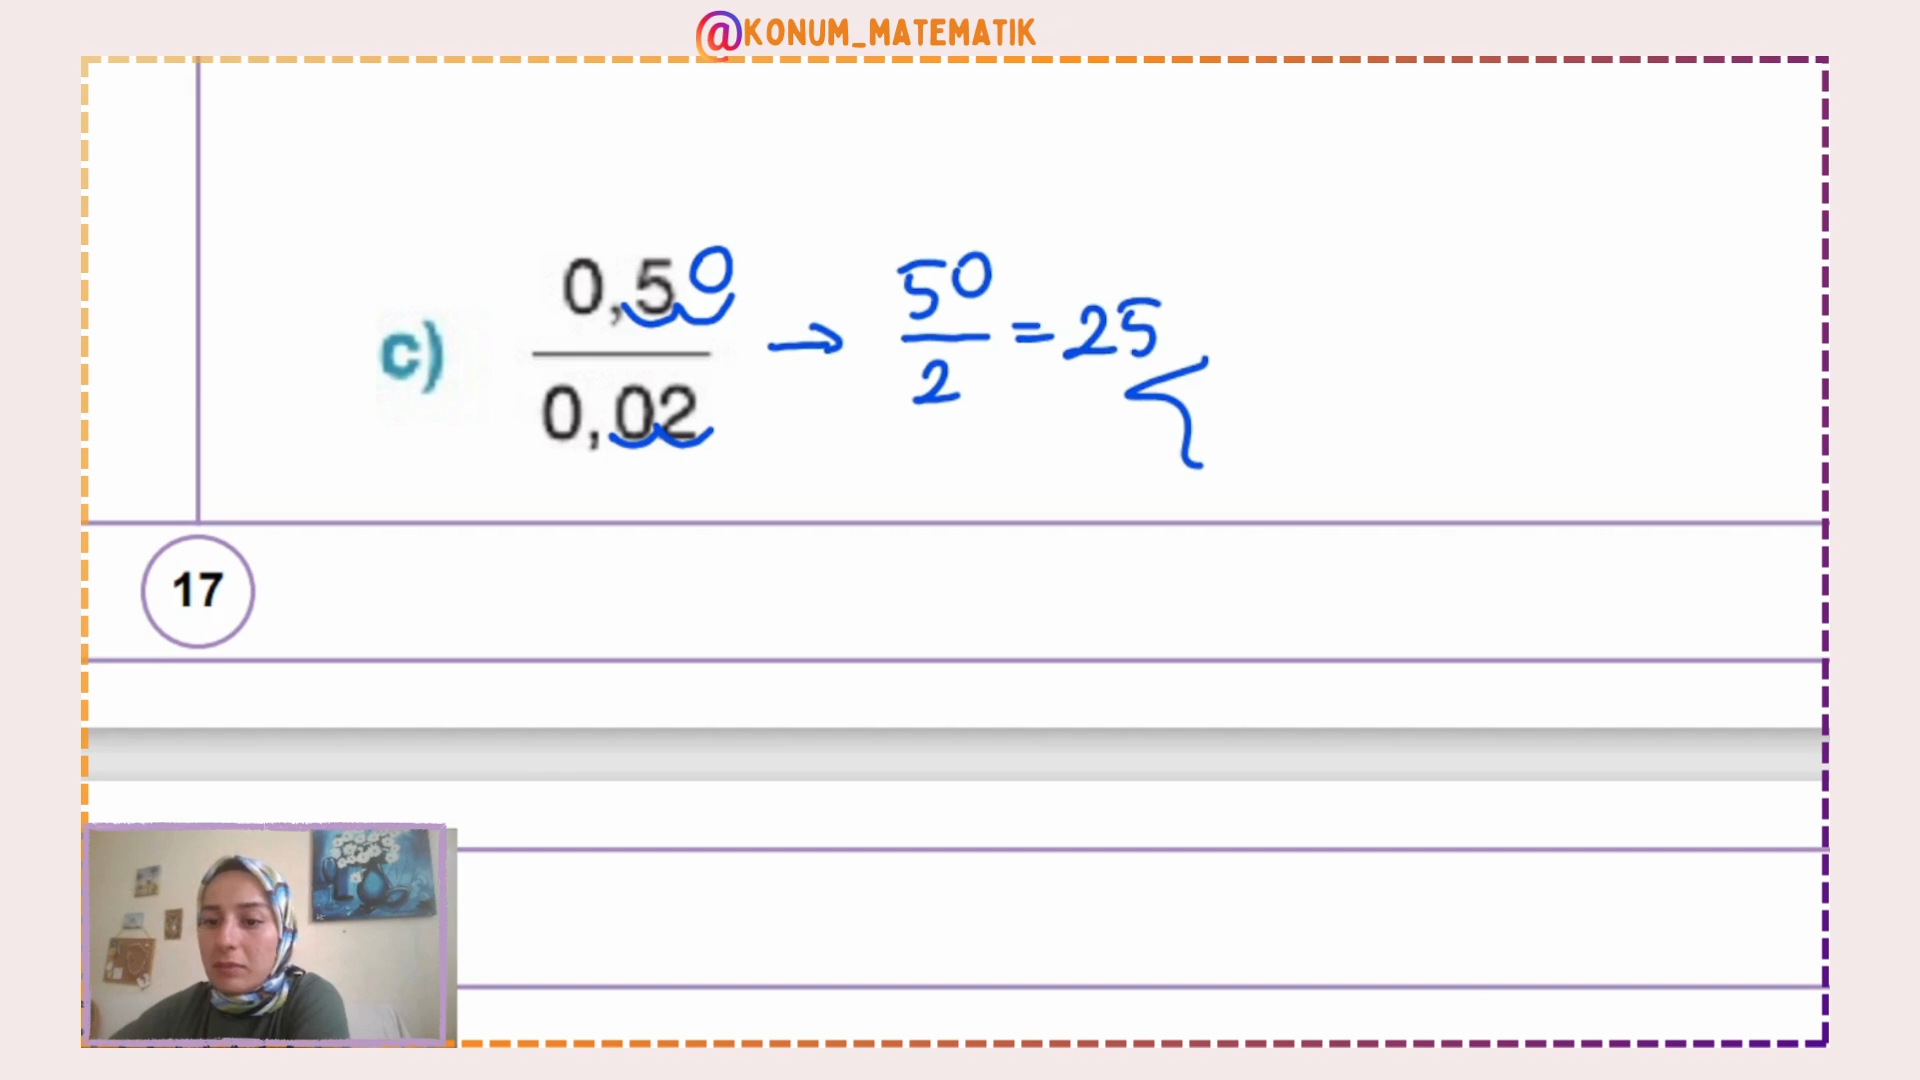 @KONUM_MATEMATIK
c) 0,50 / 0,02 → 50 / 2 = 25
17